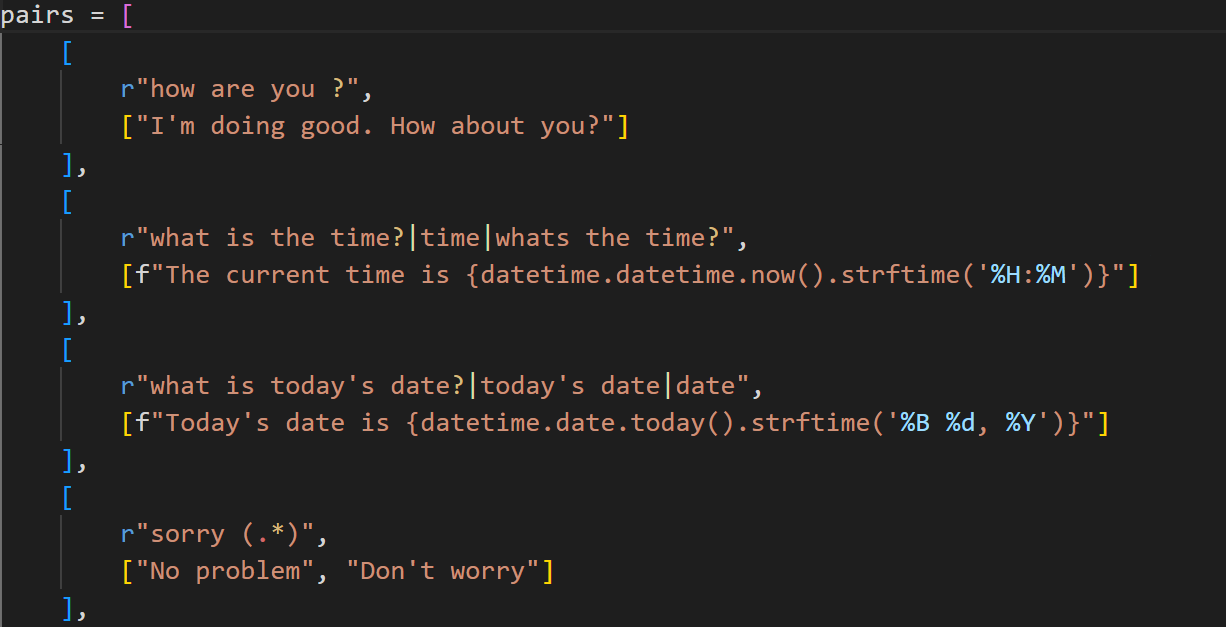 pairs = [
    [
        r"how are you ?",
        ["I'm doing good. How about you?"]
    ],
    [
        r"what is the time?|time|whats the time?",
        [f"The current time is {datetime.datetime.now().strftime('%H:%M')}"]
    ],
    [
        r"what is today's date?|today's date|date",
        [f"Today's date is {datetime.date.today().strftime('%B %d, %Y')}"]
    ],
    [
        r"sorry (.*)",
        ["No problem", "Don't worry"]
    ],